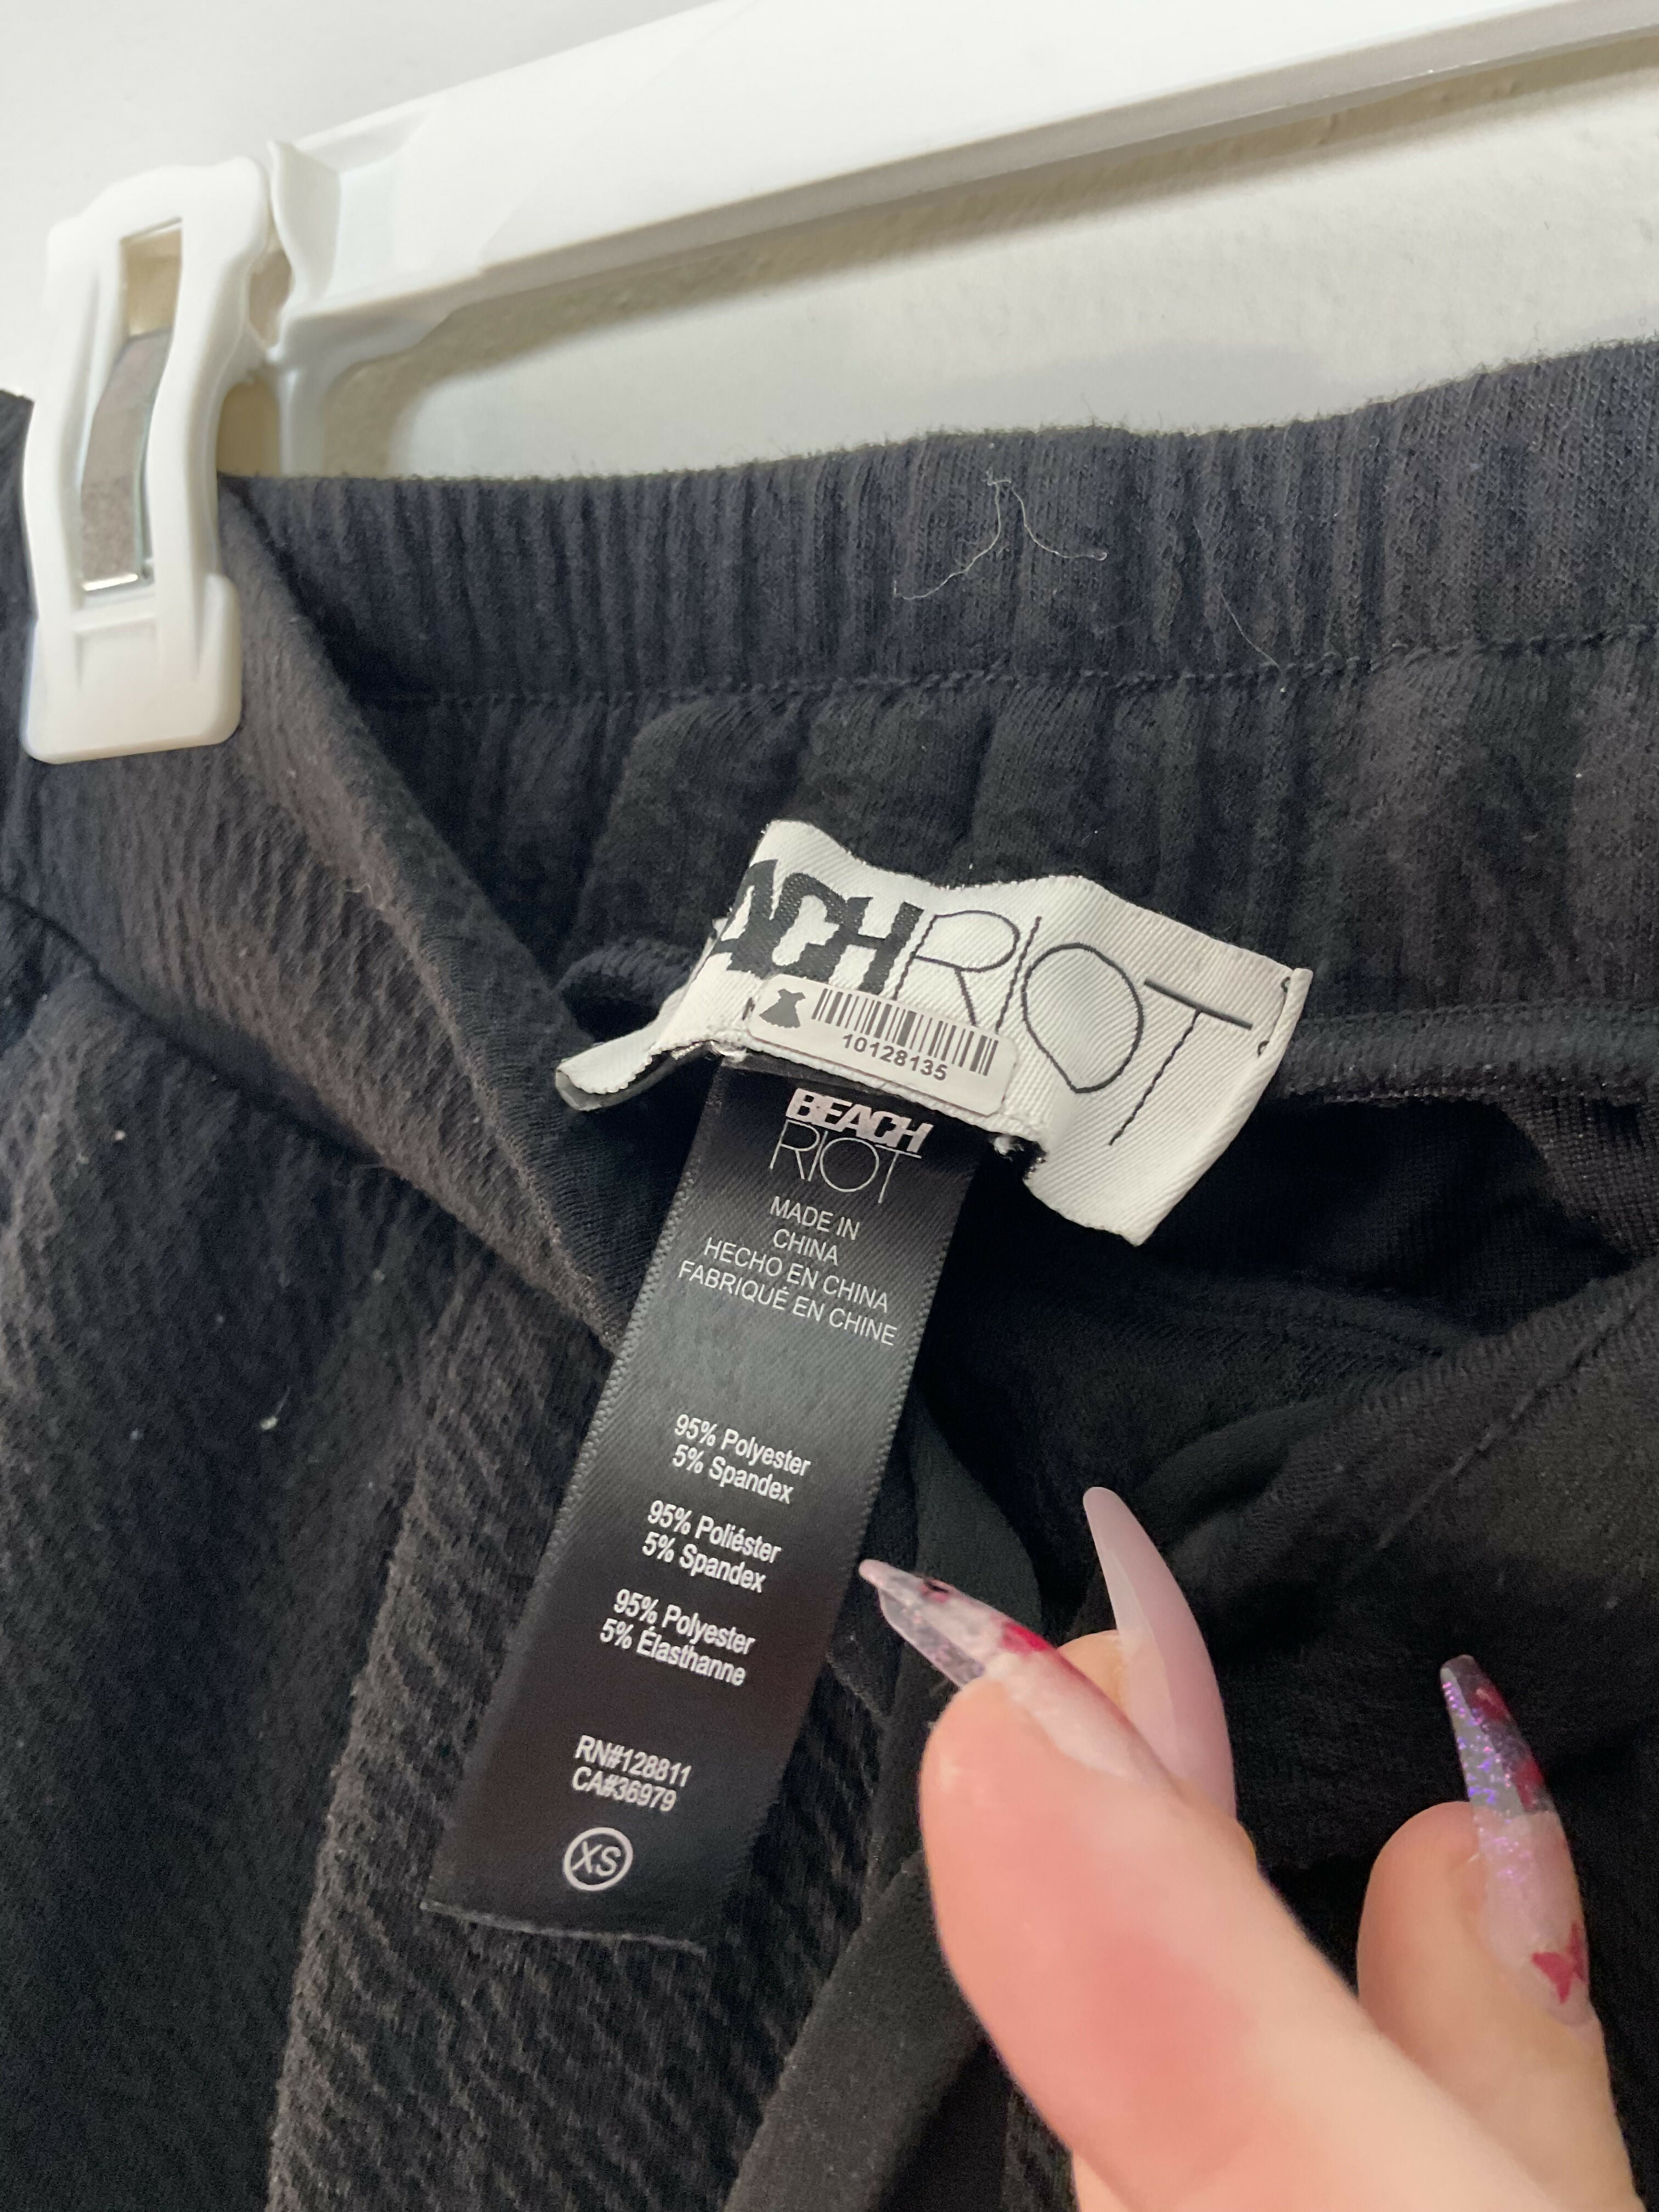 ACHRIOT
10128135
BEACH
RIOT
MADE IN
CHINA
HECHO EN CHINA
FABRIQUÉ EN CHINE
95% Polyester
5% Spandex
95% Poliéster
5% Spandex
95% Polyester
5% Élasthanne
RN#128811
CA#36979
XS